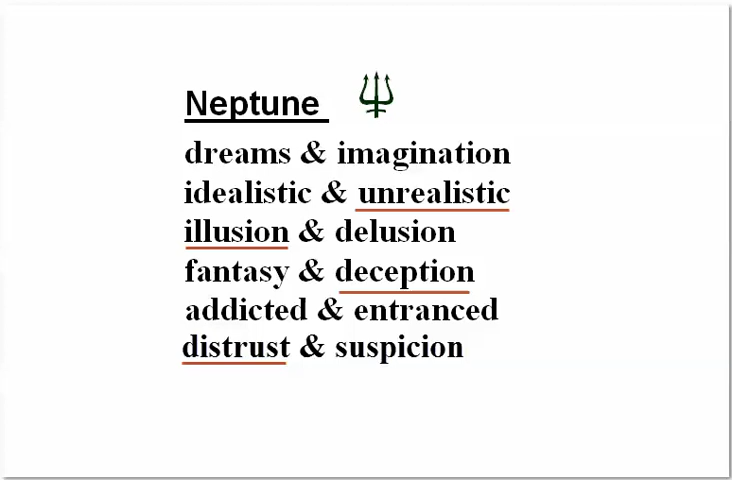 Neptune
dreams & imagination
idealistic & unrealistic
illusion & delusion
fantasy & deception
addicted & entranced
distrust & suspicion